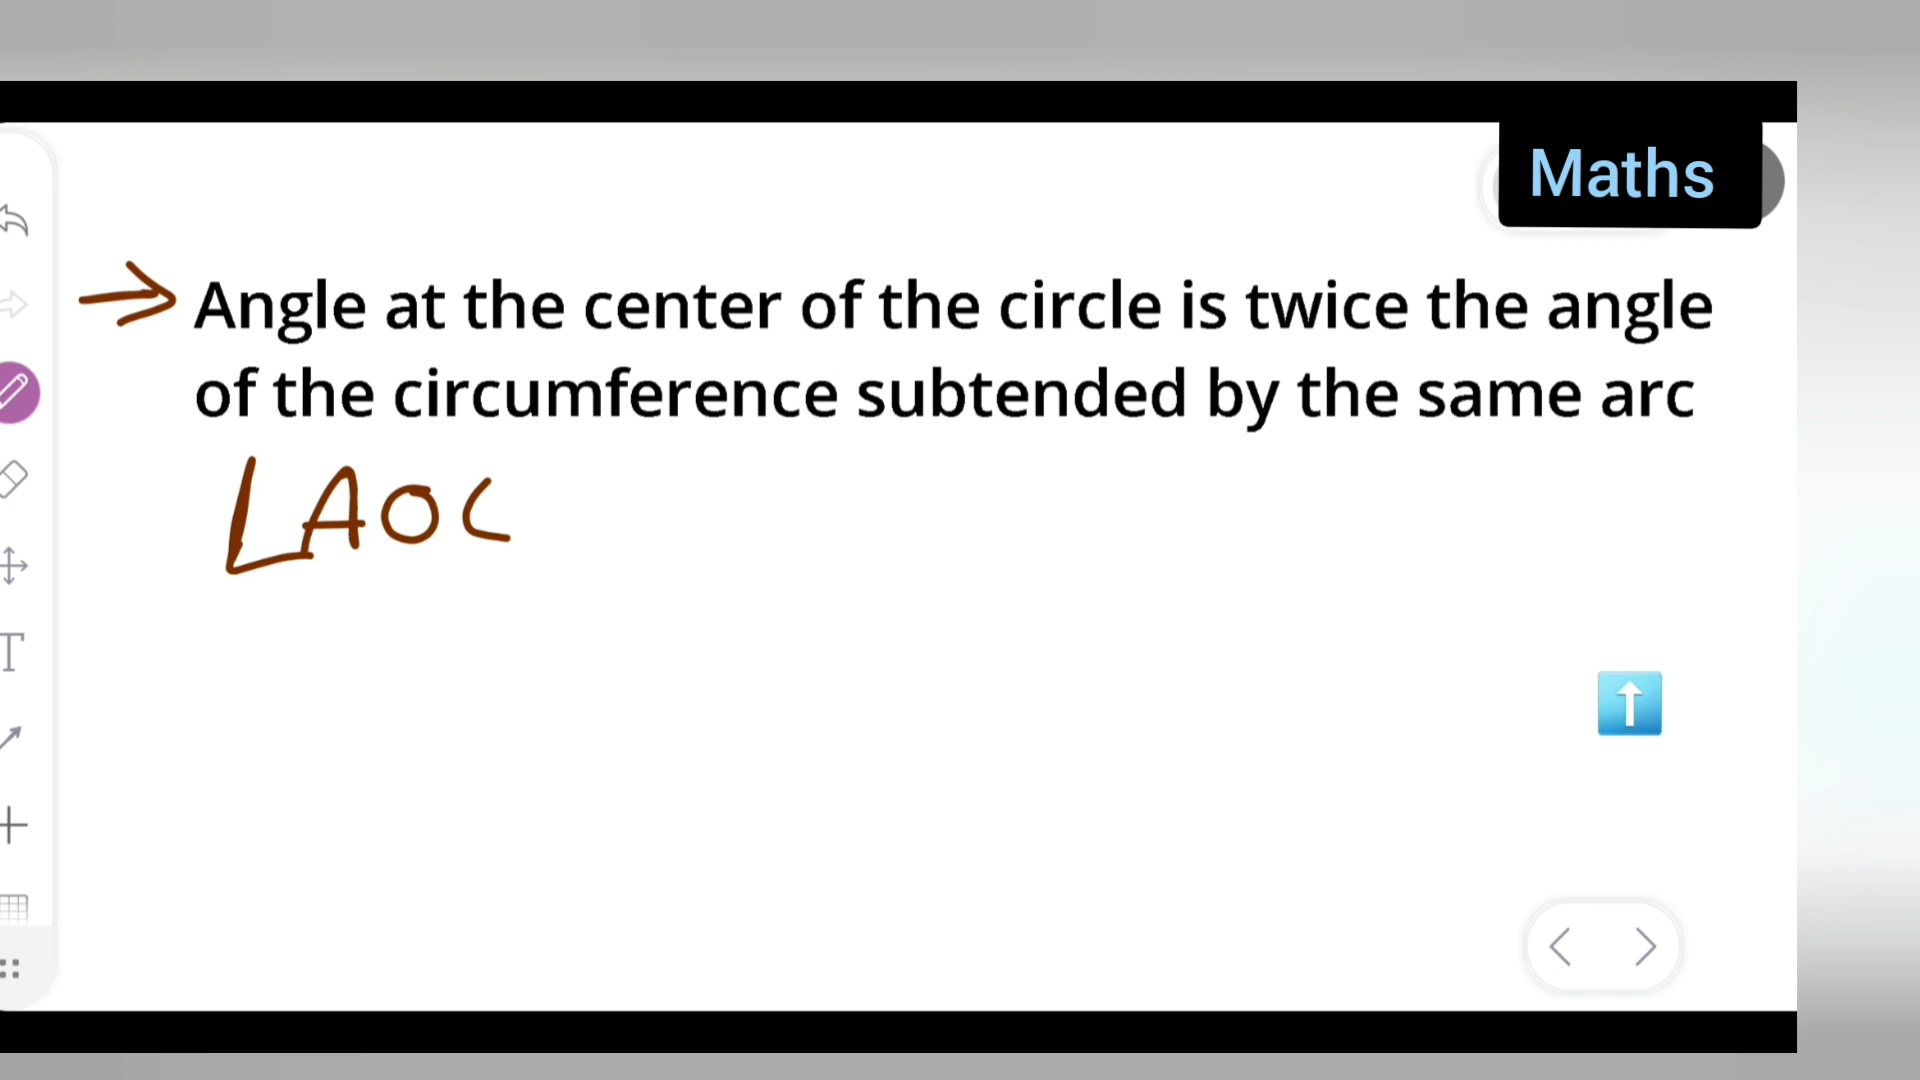 Maths
Angle at the center of the circle is twice the angle
of the circumference subtended by the same arc
∠AOC